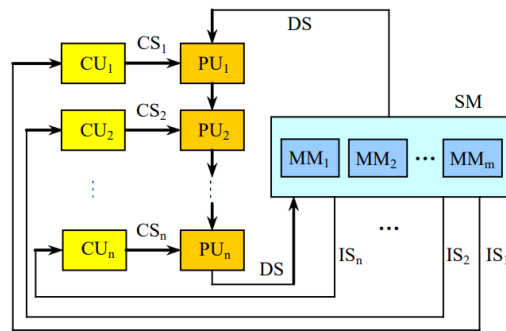 DS
CS₁
CU₁
PU₁
SM
CS₂
CU₂
PU₂
MM₁ MM₂ ... MMₘ
...
CSₙ
CUₙ
PUₙ
DS
ISₙ
IS₂
IS₁